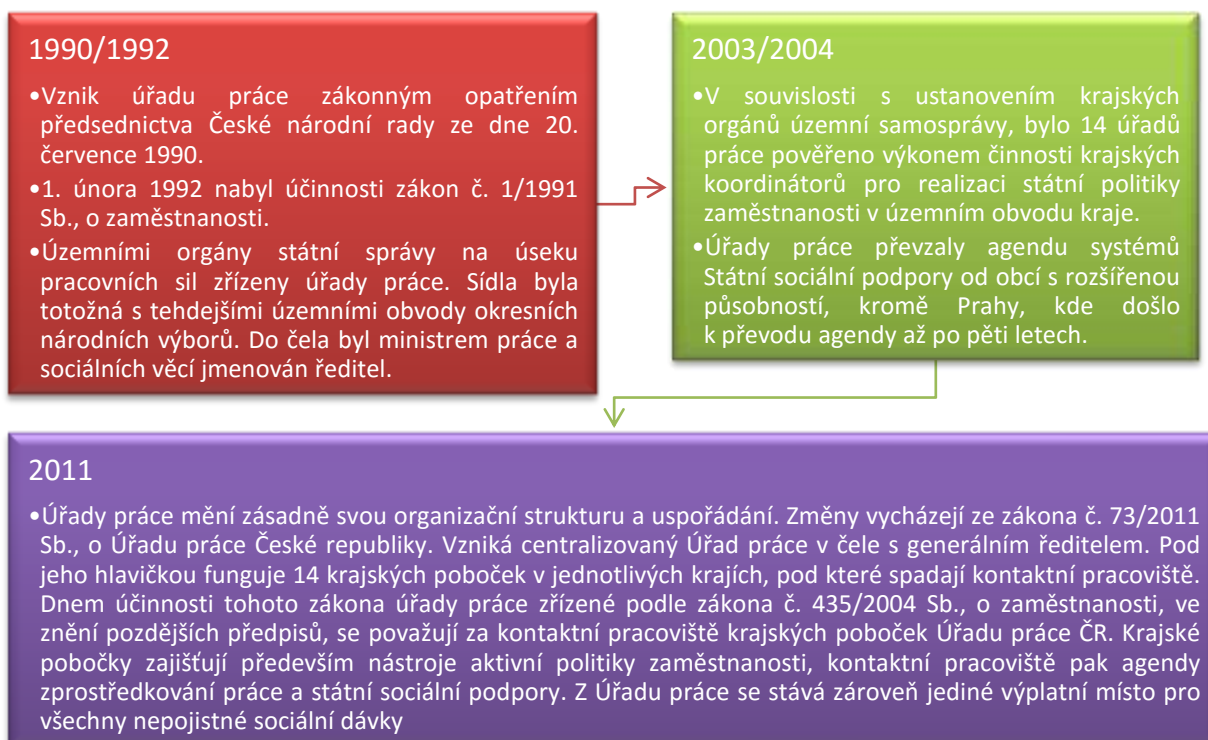 1990/1992
•Vznik úřadu práce zákonným opatřením
předsednictva České národní rady ze dne 20.
července 1990.
•1. února 1992 nabyl účinnosti zákon č. 1/1991
Sb., o zaměstnanosti.
•Územními orgány státní správy na úseku
pracovních sil zřízeny úřady práce. Sídla byla
totožná s tehdejšími územními obvody okresních
národních výborů. Do čela byl ministrem práce a
sociálních věcí jmenován ředitel.
2003/2004
•V souvislosti s ustanovením krajských
orgánů územní samosprávy, bylo 14 úřadů
práce pověřeno výkonem činnosti krajských
koordinátorů pro realizaci státní politiky
zaměstnanosti v územním obvodu kraje.
•Úřady práce převzaly agendu systémů
Státní sociální podpory od obcí s rozšířenou
působností, kromě Prahy, kde došlo
k převodu agendy až po pěti letech.
2011
•Úřady práce mění zásadně svou organizační strukturu a uspořádání. Změny vycházejí ze zákona č. 73/2011
Sb., o Úřadu práce České republiky. Vzniká centralizovaný Úřad práce v čele s generálním ředitelem. Pod
jeho hlavičkou funguje 14 krajských poboček v jednotlivých krajích, pod které spadají kontaktní pracoviště.
Dnem účinnosti tohoto zákona úřady práce zřízené podle zákona č. 435/2004 Sb., o zaměstnanosti, ve
znění pozdějších předpisů, se považují za kontaktní pracoviště krajských poboček Úřadu práce ČR. Krajské
pobočky zajišťují především nástroje aktivní politiky zaměstnanosti, kontaktní pracoviště pak agendy
zprostředkování práce a státní sociální podpory. Z Úřadu práce se stává zároveň jediné výplatní místo pro
všechny nepojistné sociální dávky